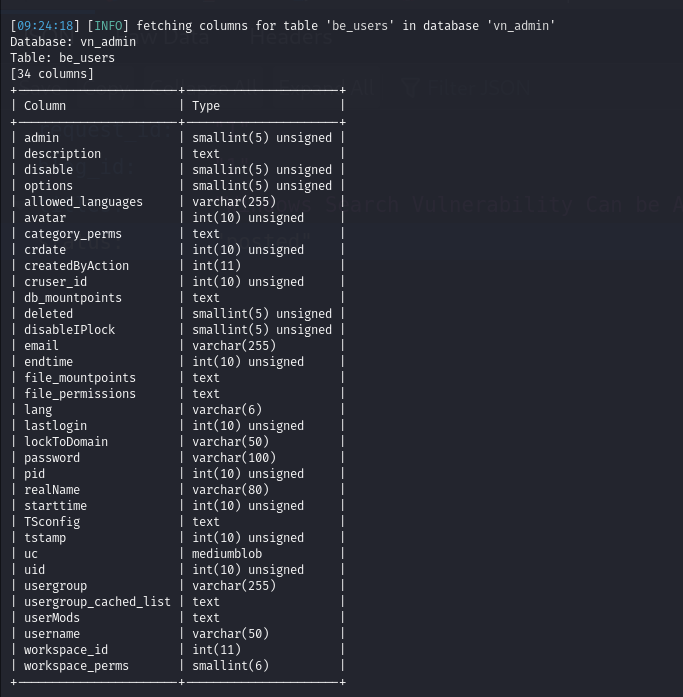 [09:24:18] [INFO] fetching columns for table 'be_users' in database 'vn_admin'
Database: vn_admin
Table: be_users
[34 columns]
+----------------------+--------------------+
| Column | Type |
+----------------------+--------------------+
| admin | smallint(5) unsigned |
| description | text |
| disable | smallint(5) unsigned |
| options | smallint(5) unsigned |
| allowed_languages | varchar(255) |
| avatar | int(10) unsigned |
| category_perms | text |
| crdate | int(10) unsigned |
| createdByAction | int(11) |
| cruser_id | int(10) unsigned |
| db_mountpoints | text |
| deleted | smallint(5) unsigned |
| disableIPlock | smallint(5) unsigned |
| email | varchar(255) |
| endtime | int(10) unsigned |
| file_mountpoints | text |
| file_permissions | text |
| lang | varchar(6) |
| lastlogin | int(10) unsigned |
| lockToDomain | varchar(50) |
| password | varchar(100) |
| pid | int(10) unsigned |
| realName | varchar(80) |
| starttime | int(10) unsigned |
| TSconfig | text |
| tstamp | int(10) unsigned |
| uc | mediumblob |
| uid | int(10) unsigned |
| usergroup | varchar(255) |
| usergroup_cached_list | text |
| userMods | text |
| username | varchar(50) |
| workspace_id | int(11) |
| workspace_perms | smallint(6) |
+----------------------+--------------------+